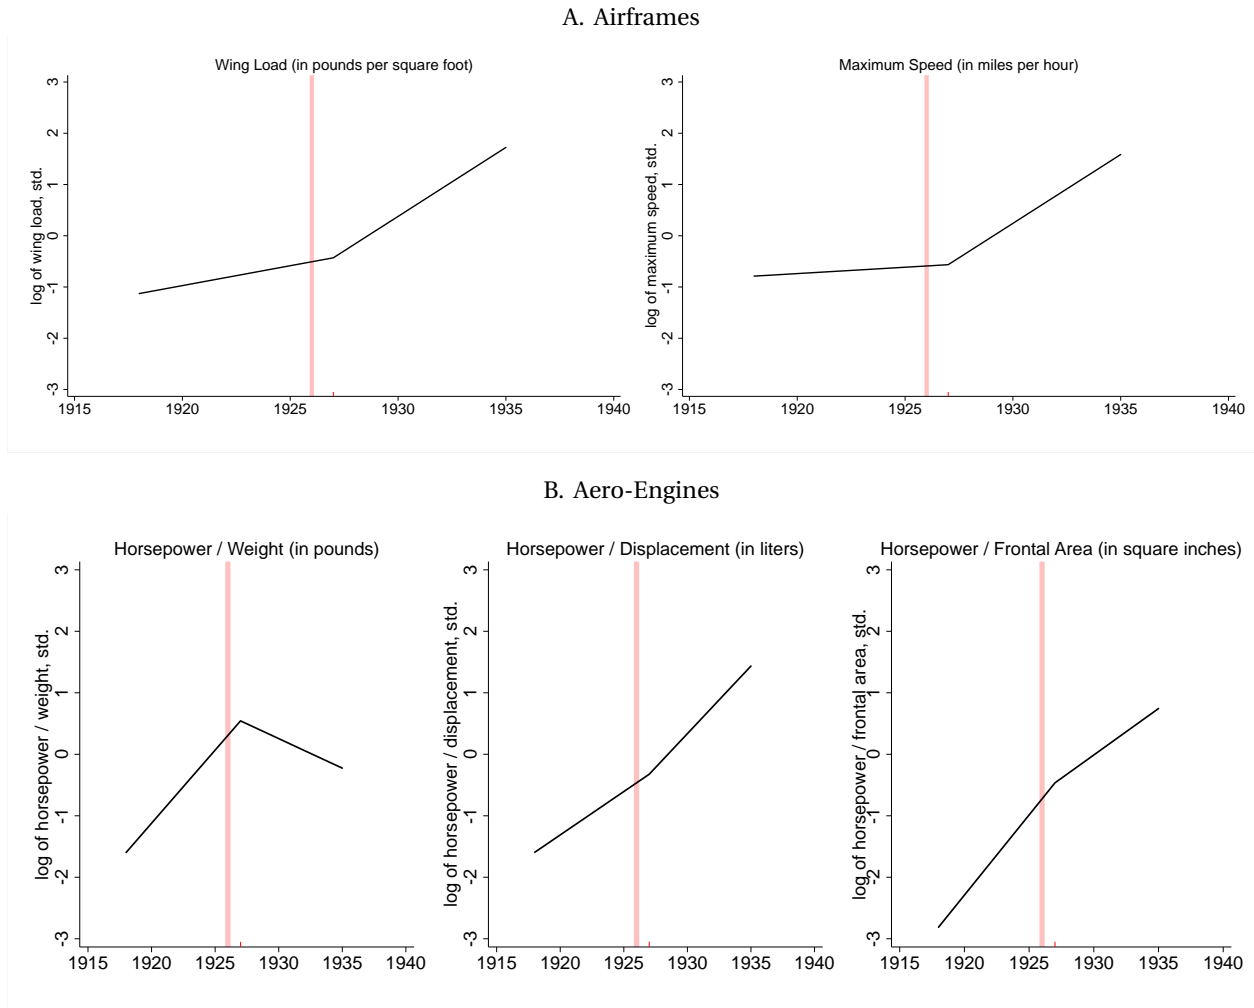 A. Airframes
Wing Load (in pounds per square foot)
log of wing load, std.
3
2
1
0
-1
-2
-3
1915 1920 1925 1930 1935 1940
Maximum Speed (in miles per hour)
log of maximum speed, std.
3
2
1
0
-1
-2
-3
1915 1920 1925 1930 1935 1940
B. Aero-Engines
Horsepower / Weight (in pounds)
log of horsepower / weight, std.
3
2
1
0
-1
-2
-3
1915 1920 1925 1930 1935 1940
Horsepower / Displacement (in liters)
log of horsepower / displacement, std.
3
2
1
0
-1
-2
-3
1915 1920 1925 1930 1935 1940
Horsepower / Frontal Area (in square inches)
log of horsepower / frontal area, std.
3
2
1
0
-1
-2
-3
1915 1920 1925 1930 1935 1940